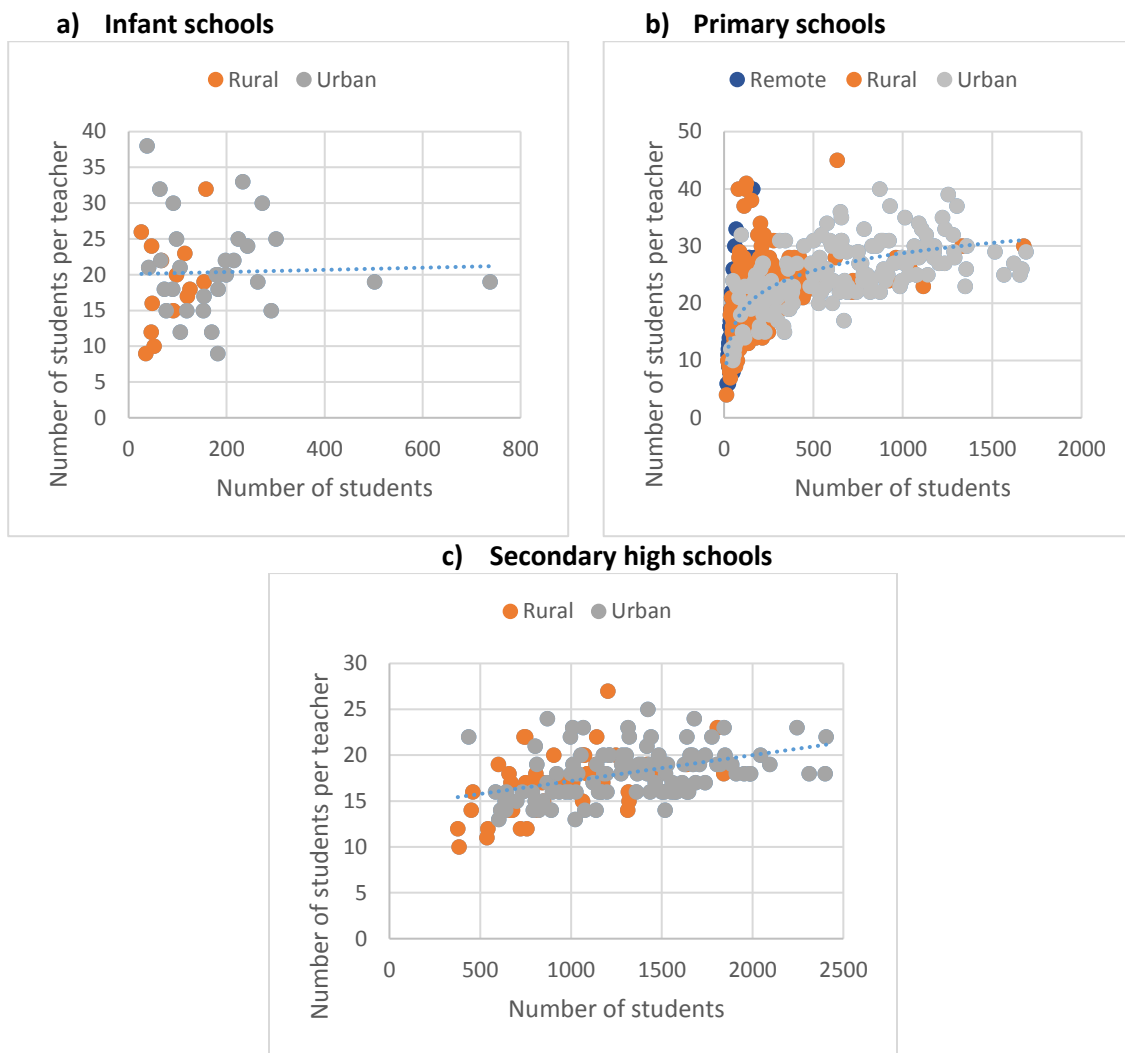 a) Infant schools
Rural Urban
Number of students per teacher
40
35
30
25
20
15
10
5
0
0 200 400 600 800
Number of students
b) Primary schools
Remote Rural Urban
Number of students per teacher
50
40
30
20
10
0
0 500 1000 1500 2000
Number of students
c) Secondary high schools
Rural Urban
Number of students per teacher
30
25
20
15
10
5
0
0 500 1000 1500 2000 2500
Number of students